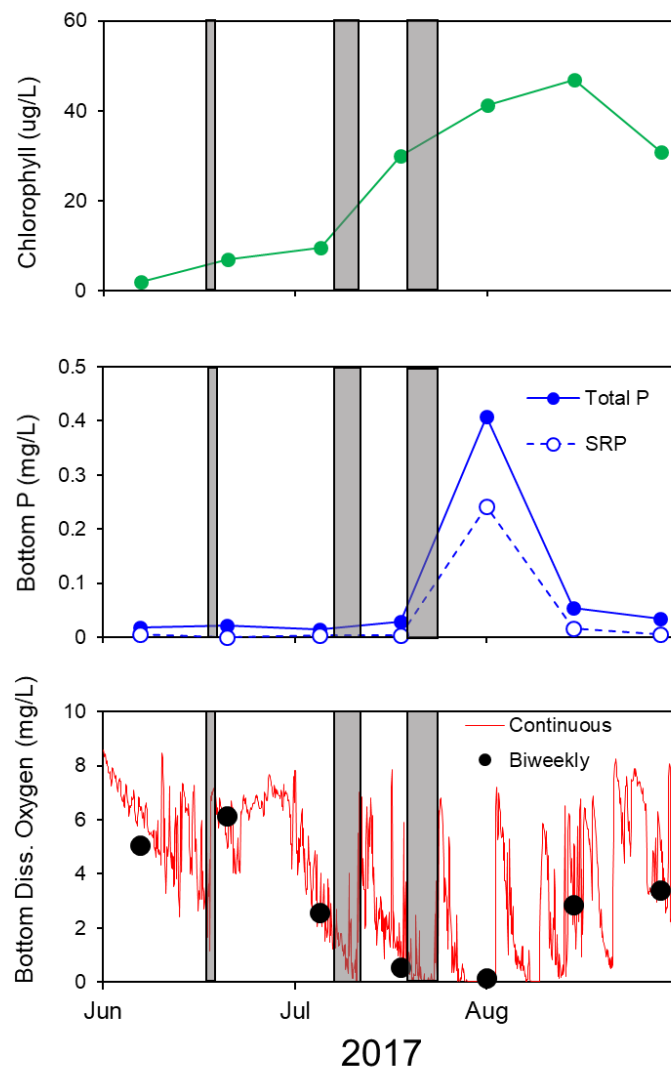 Chlorophyll (ug/L)
60
40
20
0
Bottom P (mg/L)
0.5
0.4
0.3
0.2
0.1
0
Total P
SRP
Bottom Diss. Oxygen (mg/L)
10
8
6
4
2
0
Continuous
Biweekly
Jun Jul Aug
2017